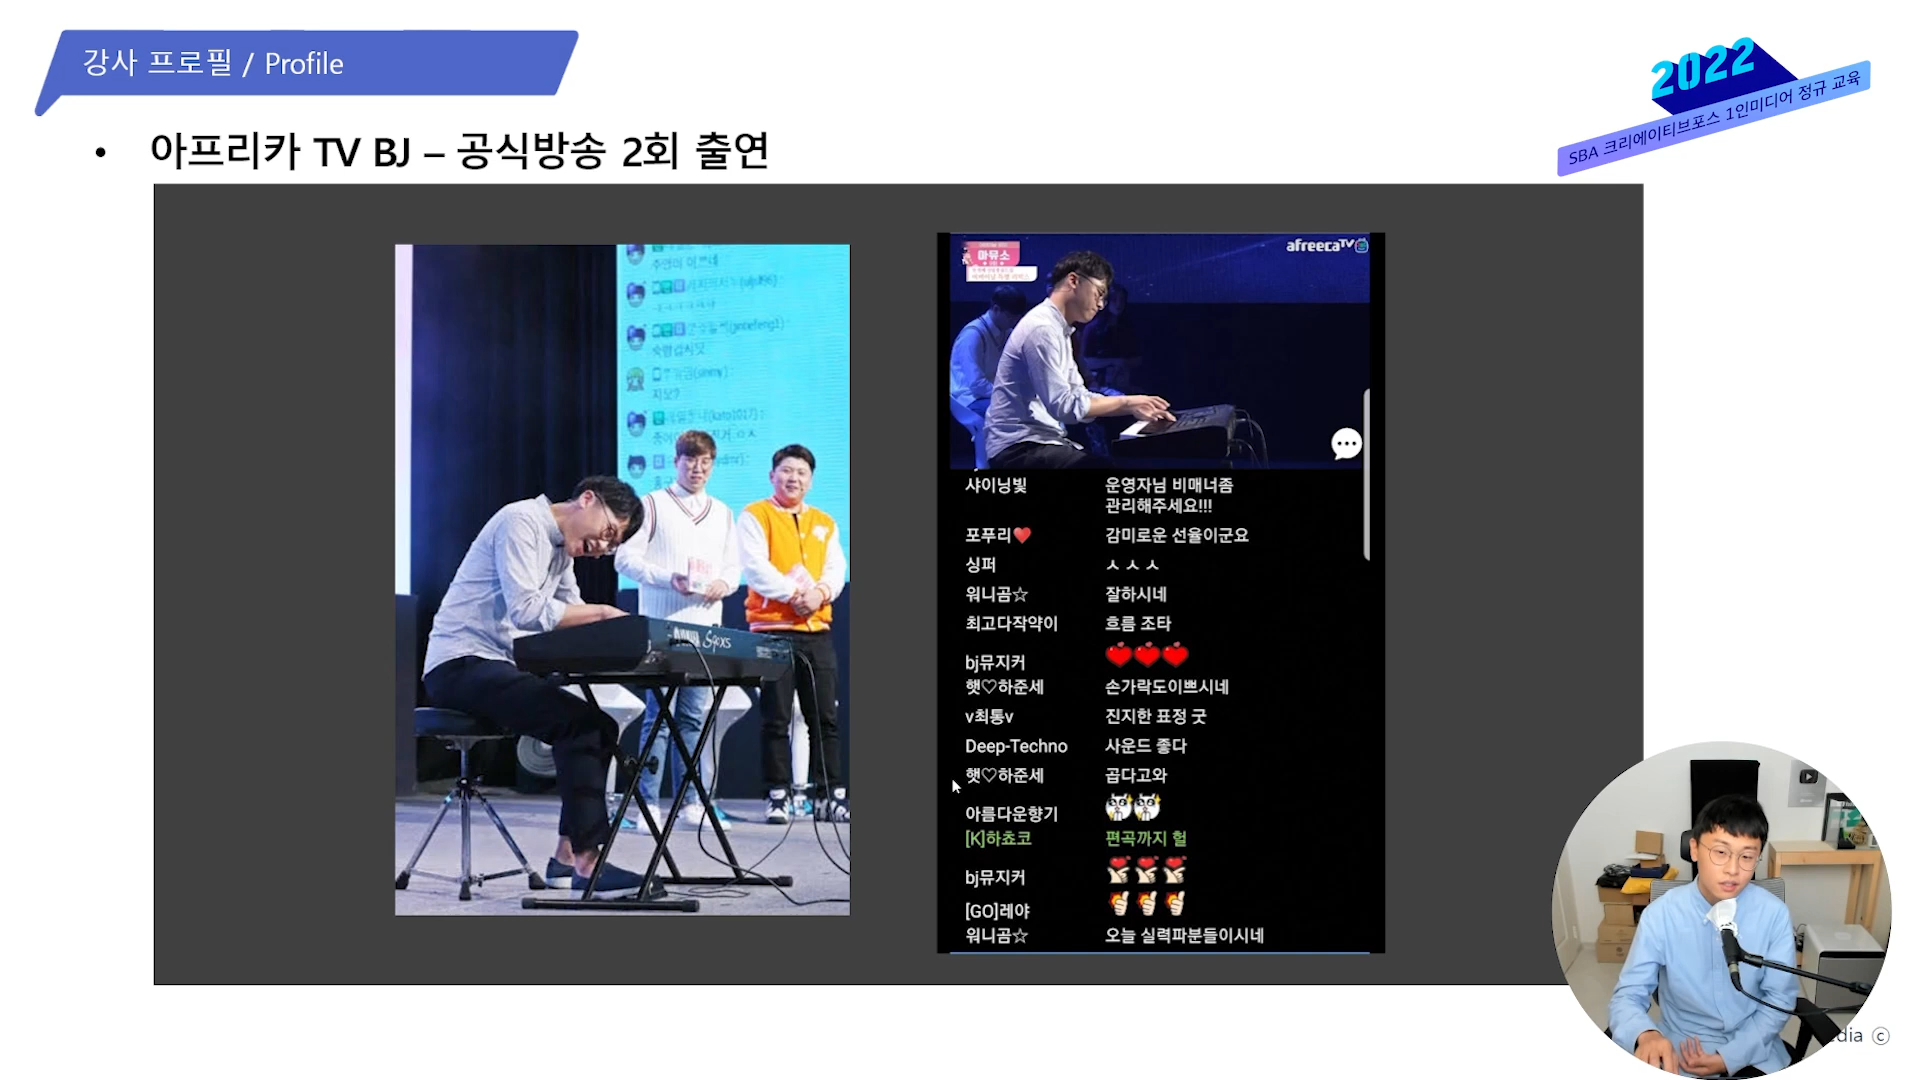 강사 프로필 / Profile
2022
SBA 크리에이티브포스 1인미디어 정규 교육
• 아프리카 TV BJ – 공식방송 2회 출연
YAMAHA S90XS
마뮤소
afreecaTV
샤이닝빛 운영자님 비매너좀
관리해주세요!!!
포푸리❤️ 감미로운 선율이군요
싱퍼 ㅅ ㅅ ㅅ
워니곰☆ 잘하시네
최고다작약이 흐름 조타
bj뮤지커
햇♡하준세 손가락도이쁘시네
v최통v 진지한 표정 굿
Deep-Techno 사운드 좋다
햇♡하준세 곱다고와
아름다운향기
[K]하쵸코 편곡까지 헐
bj뮤지커
[GO]레야
워니곰☆ 오늘 실력파분들이시네
dia ⓒ